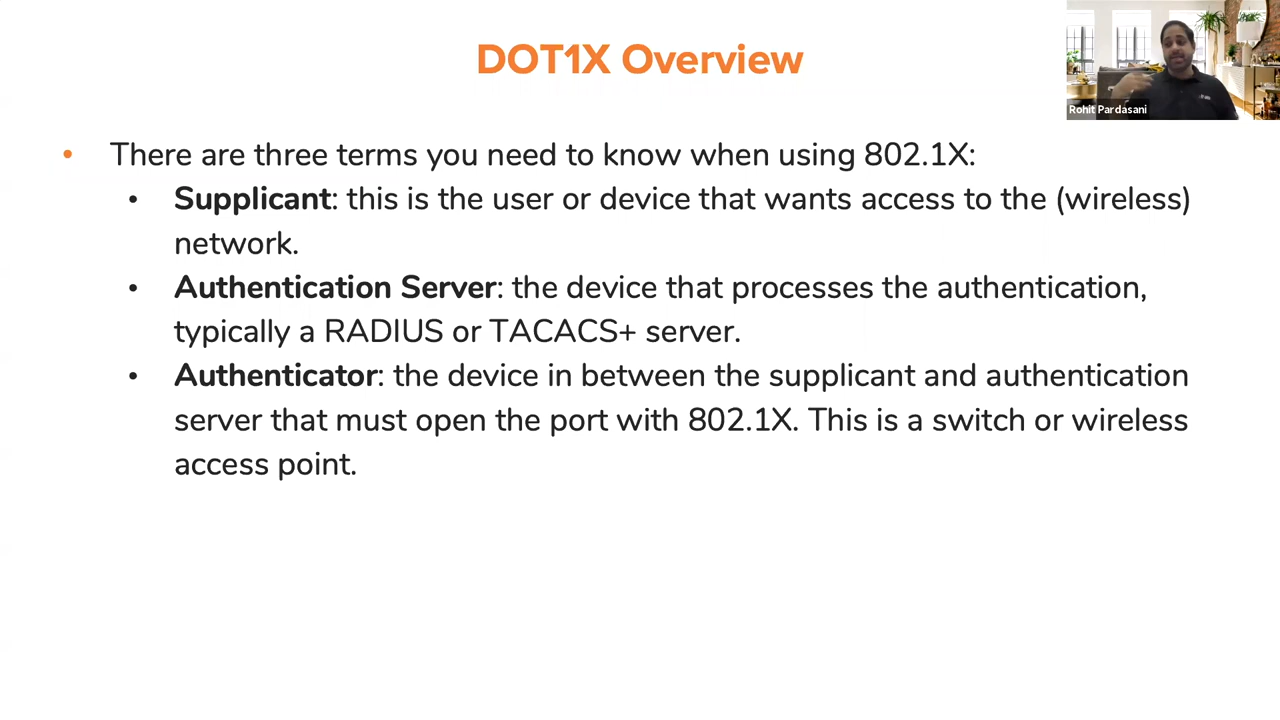 DOT1X Overview
Rohit Pardasani
• There are three terms you need to know when using 802.1X:
• Supplicant: this is the user or device that wants access to the (wireless)
network.
• Authentication Server: the device that processes the authentication,
typically a RADIUS or TACACS+ server.
• Authenticator: the device in between the supplicant and authentication
server that must open the port with 802.1X. This is a switch or wireless
access point.